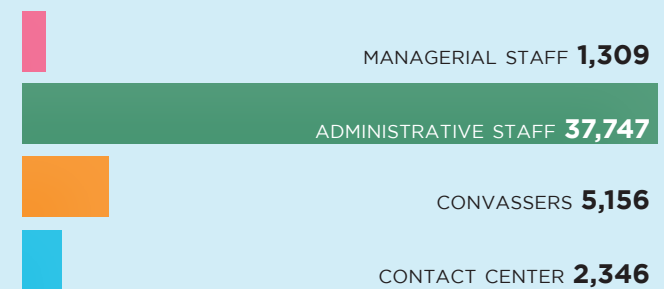 MANAGERIAL STAFF 1,309
ADMINISTRATIVE STAFF 37,747
CONVASSERS 5,156
CONTACT CENTER 2,346